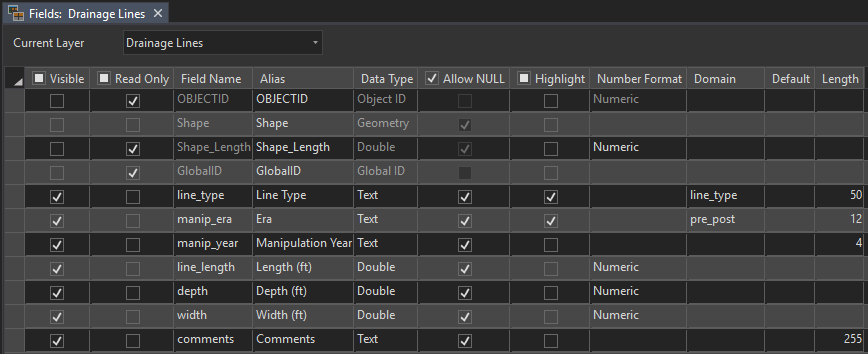 Fields: Drainage Lines
Current Layer Drainage Lines
Visible Read Only Field Name Alias Data Type Allow NULL Highlight Number Format Domain Default Length
OBJECTID OBJECTID Object ID Numeric
Shape Shape Geometry
Shape_Length Shape_Length Double Numeric
GlobalID GlobalID Global ID
line_type Line Type Text line_type 50
manip_era Era Text pre_post 12
manip_year Manipulation Year Text 4
line_length Length (ft) Double Numeric
depth Depth (ft) Double Numeric
width Width (ft) Double Numeric
comments Comments Text 255